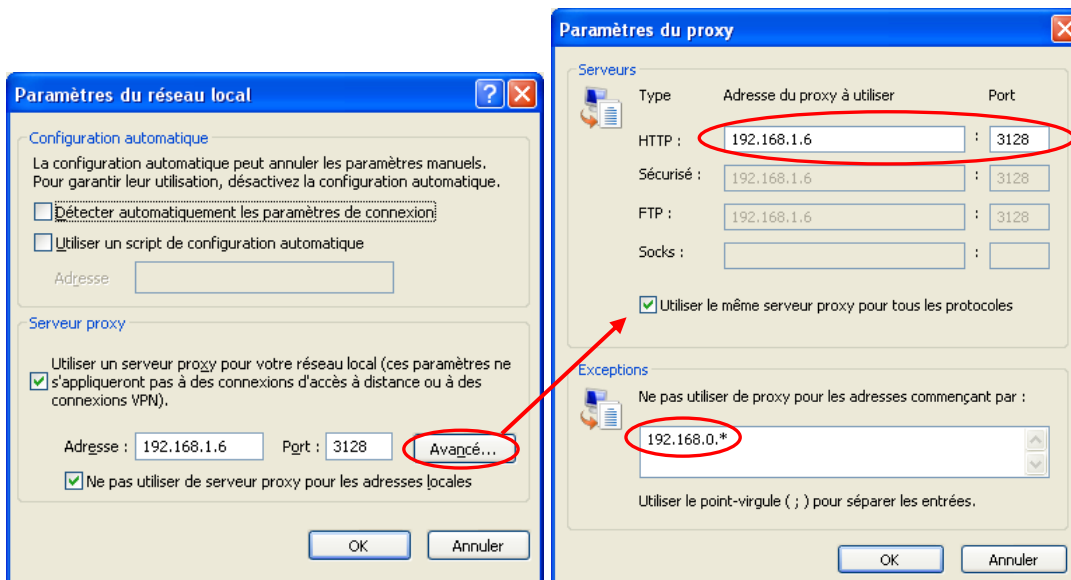 Paramètres du réseau local
Configuration automatique
La configuration automatique peut annuler les paramètres manuels.
Pour garantir leur utilisation, désactivez la configuration automatique.
Détecter automatiquement les paramètres de connexion
Utiliser un script de configuration automatique
Adresse
Serveur proxy
Utiliser un serveur proxy pour votre réseau local (ces paramètres ne
s'appliqueront pas à des connexions d'accès à distance ou à des
connexions VPN).
Adresse : 192.168.1.6 Port : 3128 Avancé...
Ne pas utiliser de serveur proxy pour les adresses locales
OK Annuler
Paramètres du proxy
Serveurs
Type Adresse du proxy à utiliser Port
HTTP : 192.168.1.6 : 3128
Sécurisé : 192.168.1.6 : 3128
FTP : 192.168.1.6 : 3128
Socks : :
Utiliser le même serveur proxy pour tous les protocoles
Exceptions
Ne pas utiliser de proxy pour les adresses commençant par :
192.168.0.*
Utiliser le point-virgule ( ; ) pour séparer les entrées.
OK Annuler